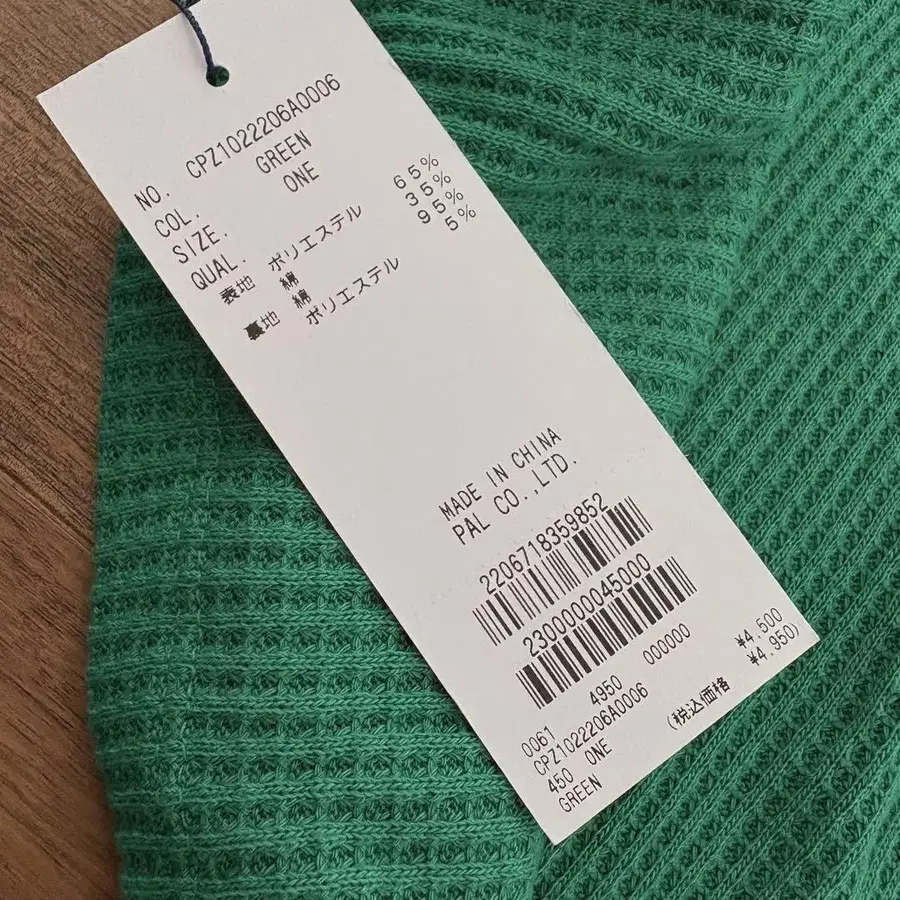 NO. CPZ1022206A0006
COL. GREEN
SIZE. ONE
QUAL.
表地 ポリエステル 65%
綿 35%
裏地 綿 95%
ポリエステル 5%
MADE IN CHINA
PAL CO.,LTD.
2206718359852
2300000045000
0061 4950 000000
CPZ1022206A0006
450 ONE ¥4,500
GREEN (税込価格 ¥4,950)